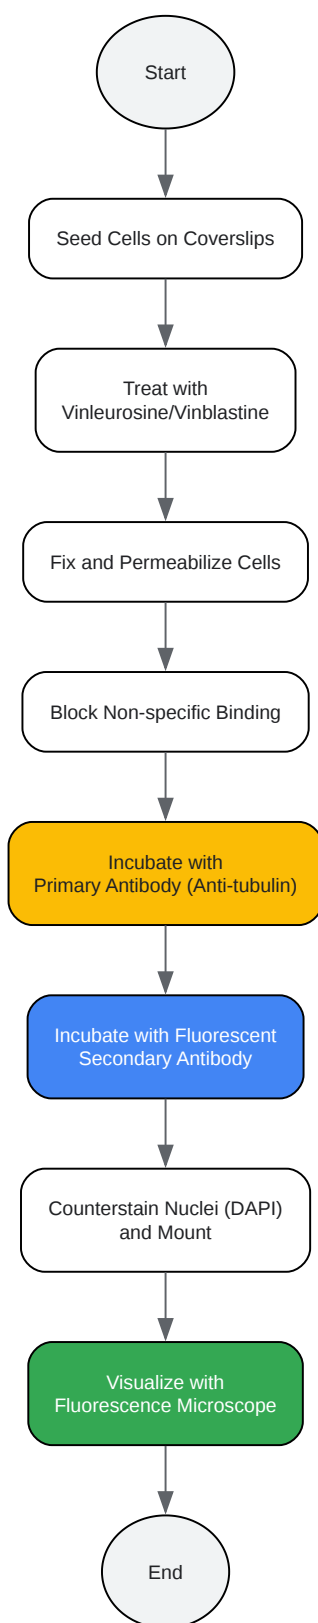 Start
Seed Cells on Coverslips
Treat with
Vinleurosine/Vinblastine
Fix and Permeabilize Cells
Block Non-specific Binding
Incubate with
Primary Antibody (Anti-tubulin)
Incubate with Fluorescent
Secondary Antibody
Counterstain Nuclei (DAPI)
and Mount
Visualize with
Fluorescence Microscope
End